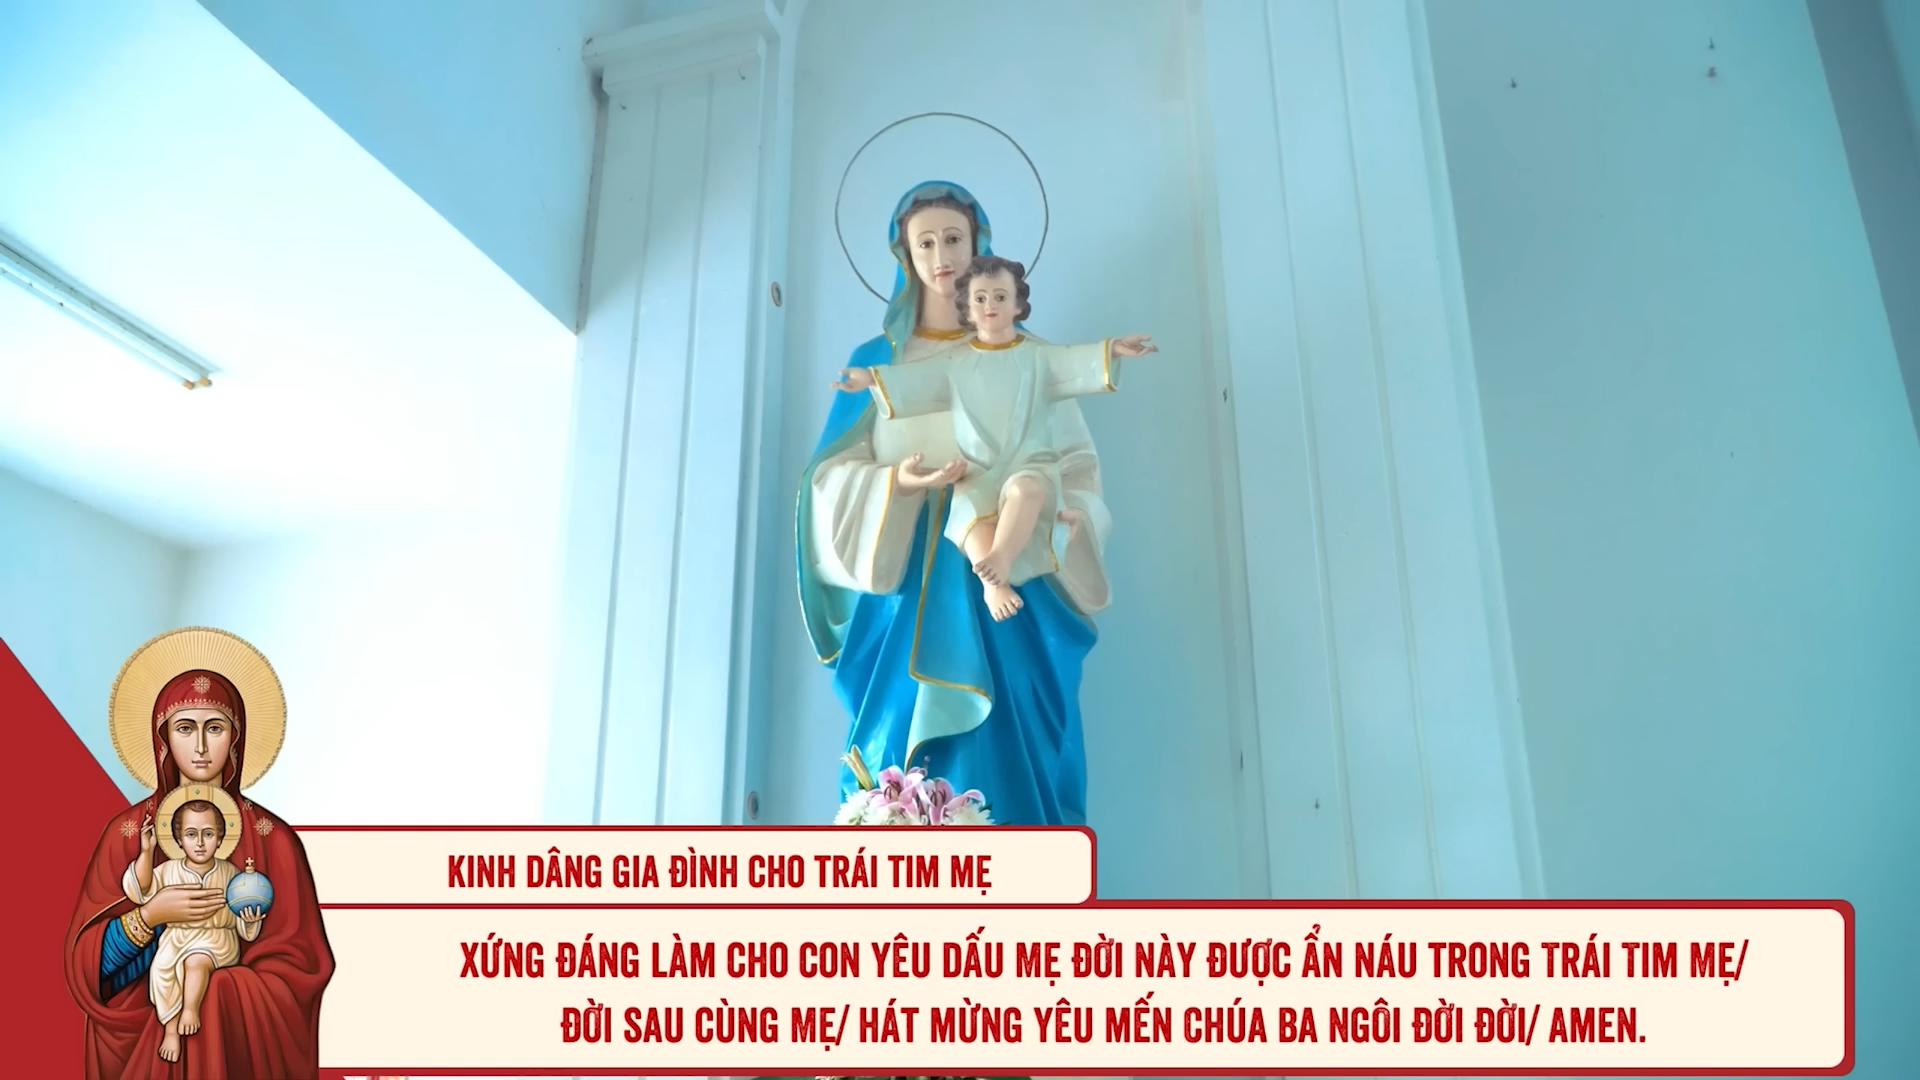 KINH DÂNG GIA ĐÌNH CHO TRÁI TIM MẸ
XỨNG ĐÁNG LÀM CHO CON YÊU DẤU MẸ ĐỜI NÀY ĐƯỢC ẨN NÁU TRONG TRÁI TIM MẸ/
ĐỜI SAU CÙNG MẸ/ HÁT MỪNG YÊU MẾN CHÚA BA NGÔI ĐỜI ĐỜI/ AMEN.